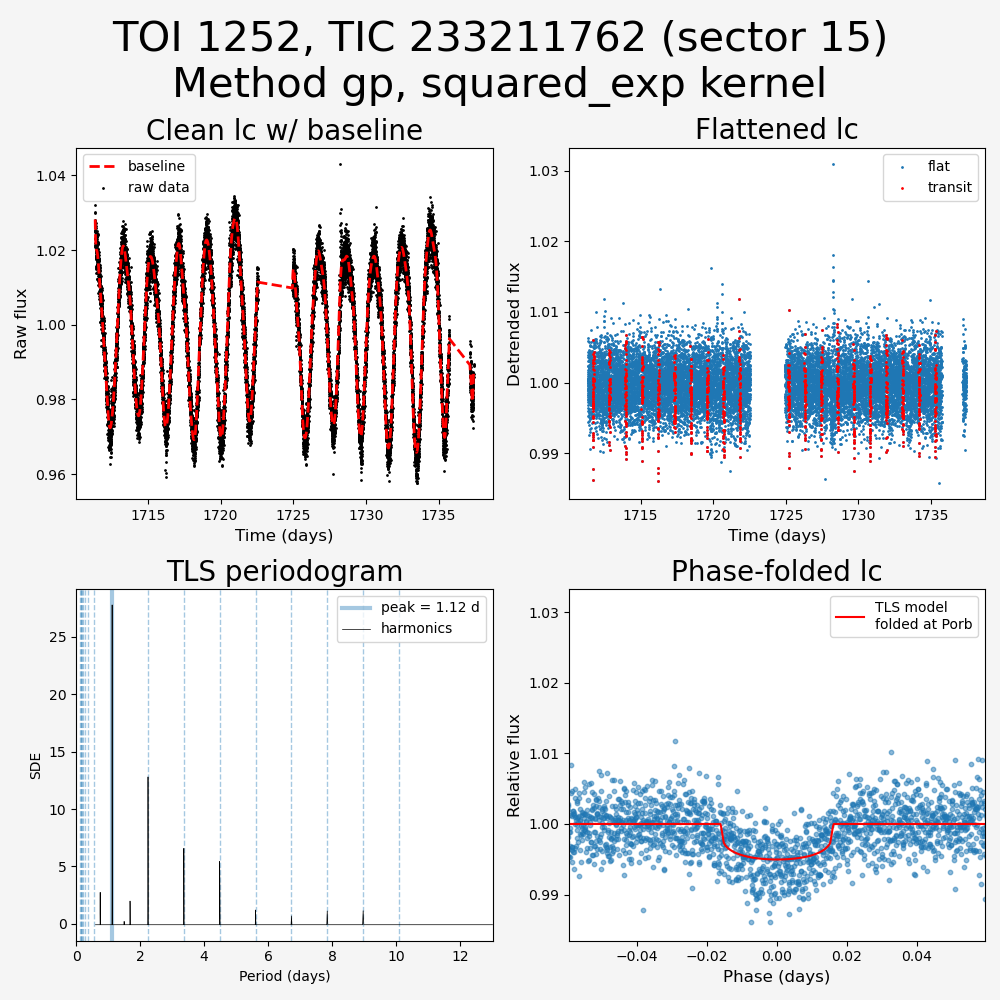 TOI 1252, TIC 233211762 (sector 15)
Method gp, squared_exp kernel
Clean lc w/ baseline
baseline
raw data
1.04
1.02
1.00
0.98
0.96
Raw flux
1715
1720
1725
1730
1735
Time (days)
Flattened lc
flat
transit
1.03
1.02
1.01
1.00
0.99
Detrended flux
1715
1720
1725
1730
1735
Time (days)
TLS periodogram
peak = 1.12 d
harmonics
25
20
15
10
5
0
SDE
0
2
4
6
8
10
12
Period (days)
Phase-folded lc
TLS model
folded at Porb
1.03
1.02
1.01
1.00
0.99
Relative flux
−0.04
−0.02
0.00
0.02
0.04
Phase (days)